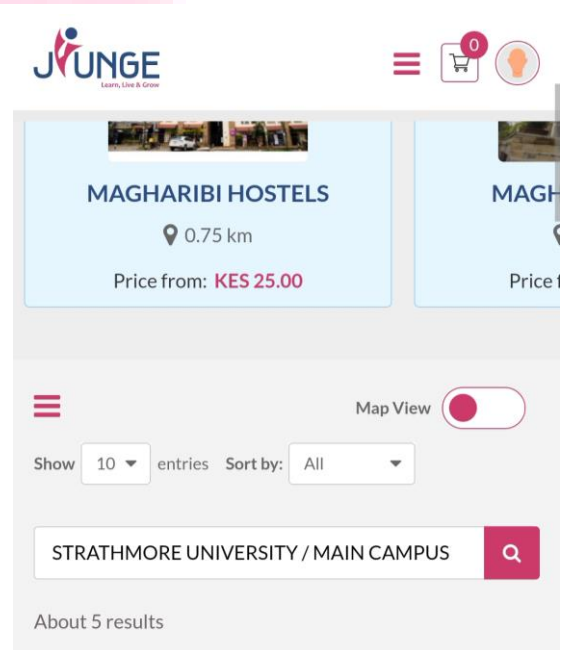 JIUNGE
Learn, Live & Grow
0
MAGHARIBI HOSTELS
MAGH
0.75 km
Price from: KES 25.00
Price f
Map View
Show 10 entries Sort by: All
STRATHMORE UNIVERSITY / MAIN CAMPUS
About 5 results